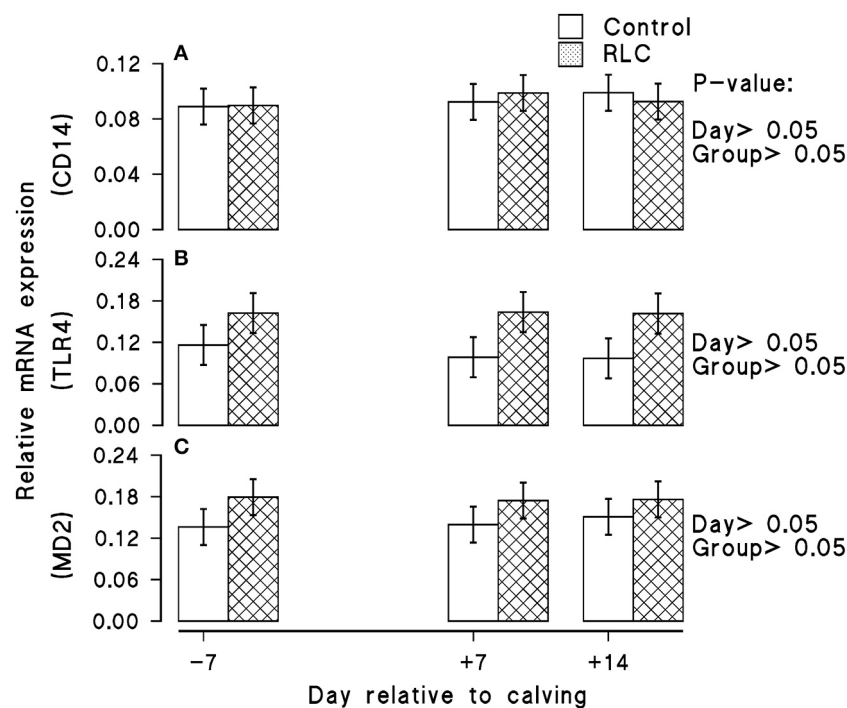 Control
RLC
A
0.12
0.08
0.04
0.00
(CD14)
P-value:
Day> 0.05
Group> 0.05
B
0.24
0.18
0.12
0.06
0.00
(TLR4)
Relative mRNA expression
Day> 0.05
Group> 0.05
C
0.24
0.18
0.12
0.06
0.00
(MD2)
Day> 0.05
Group> 0.05
-7 +7 +14
Day relative to calving